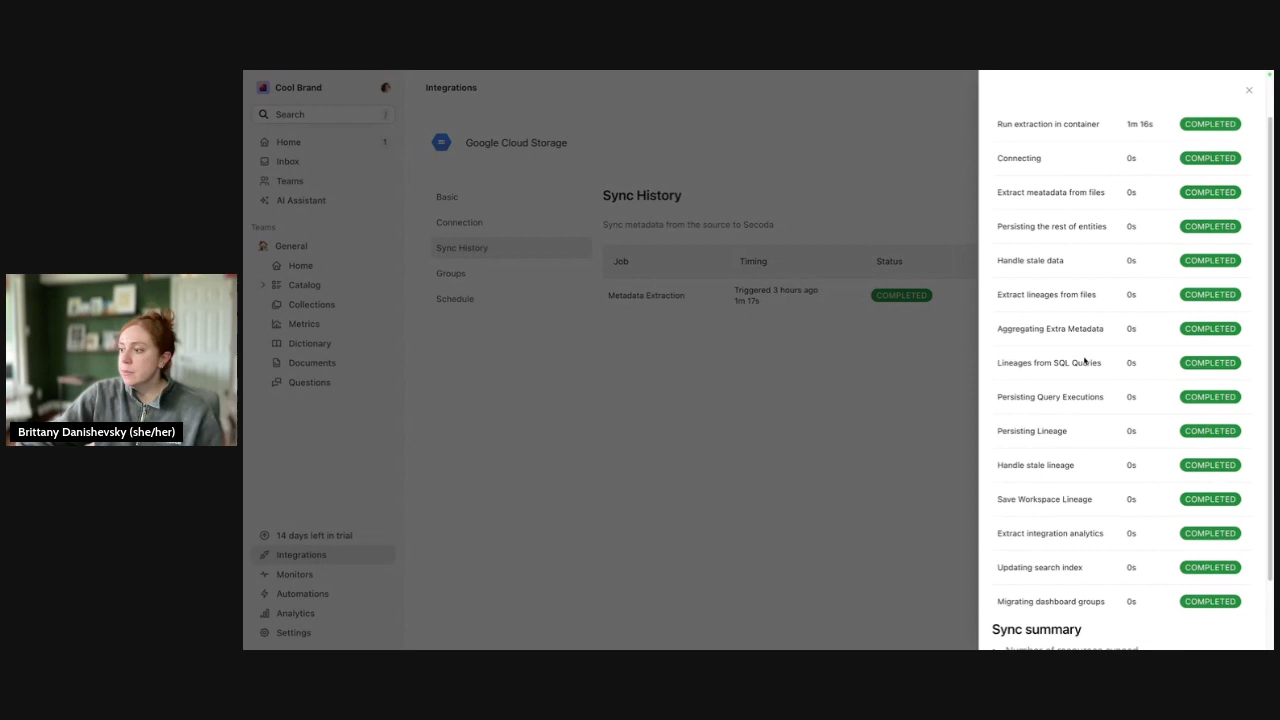 Cool Brand
Search /
Home 1
Inbox
Teams
AI Assistant
Teams
General
Home
Catalog
Collections
Metrics
Dictionary
Documents
Questions
14 days left in trial
Integrations
Monitors
Automations
Analytics
Settings
Integrations
Google Cloud Storage
Basic
Connection
Sync History
Groups
Schedule
Sync History
Sync metadata from the source to Secoda
Job Timing Status
Metadata Extraction Triggered 3 hours ago COMPLETED
1m 17s
Run extraction in container 1m 16s COMPLETED
Connecting 0s COMPLETED
Extract meatadata from files 0s COMPLETED
Persisting the rest of entities 0s COMPLETED
Handle stale data 0s COMPLETED
Extract lineages from files 0s COMPLETED
Aggregating Extra Metadata 0s COMPLETED
Lineages from SQL Queries 0s COMPLETED
Persisting Query Executions 0s COMPLETED
Persisting Lineage 0s COMPLETED
Handle stale lineage 0s COMPLETED
Save Workspace Lineage 0s COMPLETED
Extract integration analytics 0s COMPLETED
Updating search index 0s COMPLETED
Migrating dashboard groups 0s COMPLETED
Sync summary
Number of resources synced
Brittany Danishevsky (she/her)